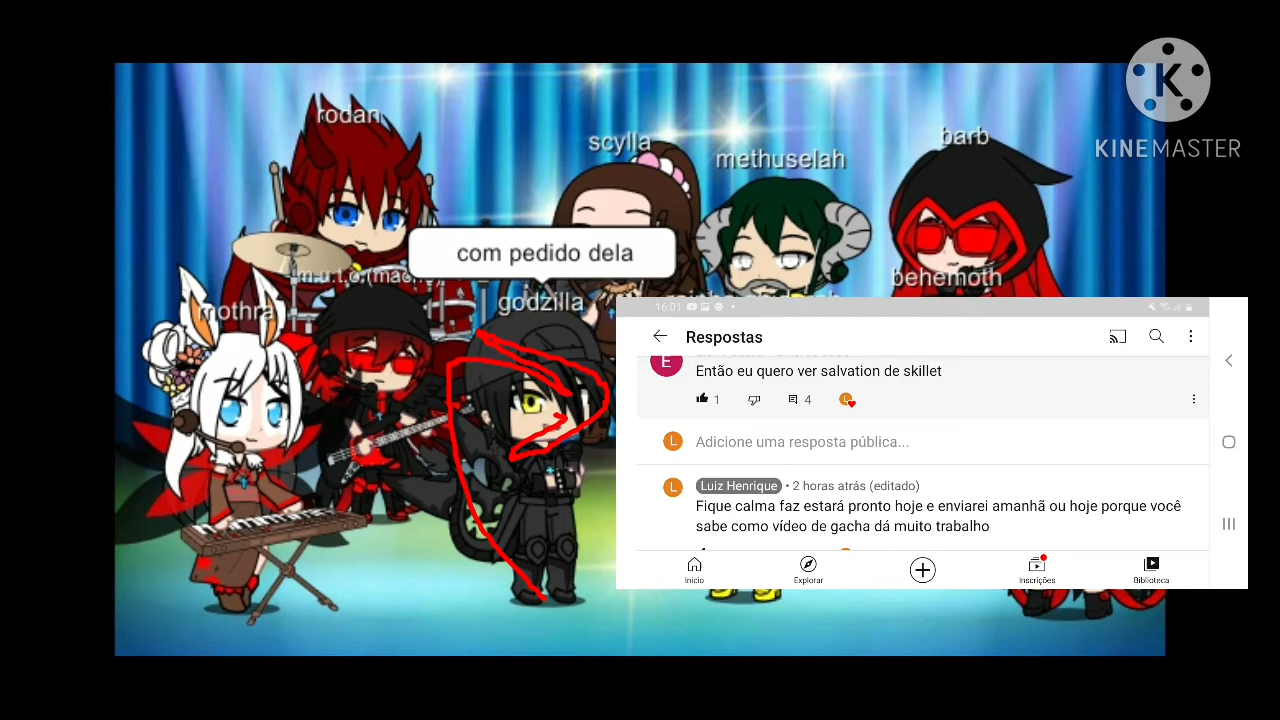 rodan
scylla
methuselah
barb
KINEMASTER
com pedido dela
mothra
godzilla
behemoth
16:01
Respostas
E
Então eu quero ver salvation de skillet
1
4
L
L
Adicione uma resposta pública...
L
Luiz Henrique • 2 horas atrás (editado)
Fique calma faz estará pronto hoje e enviarei amanhã ou hoje porque você
sabe como vídeo de gacha dá muito trabalho
Início
Explorar
Inscrições
Biblioteca